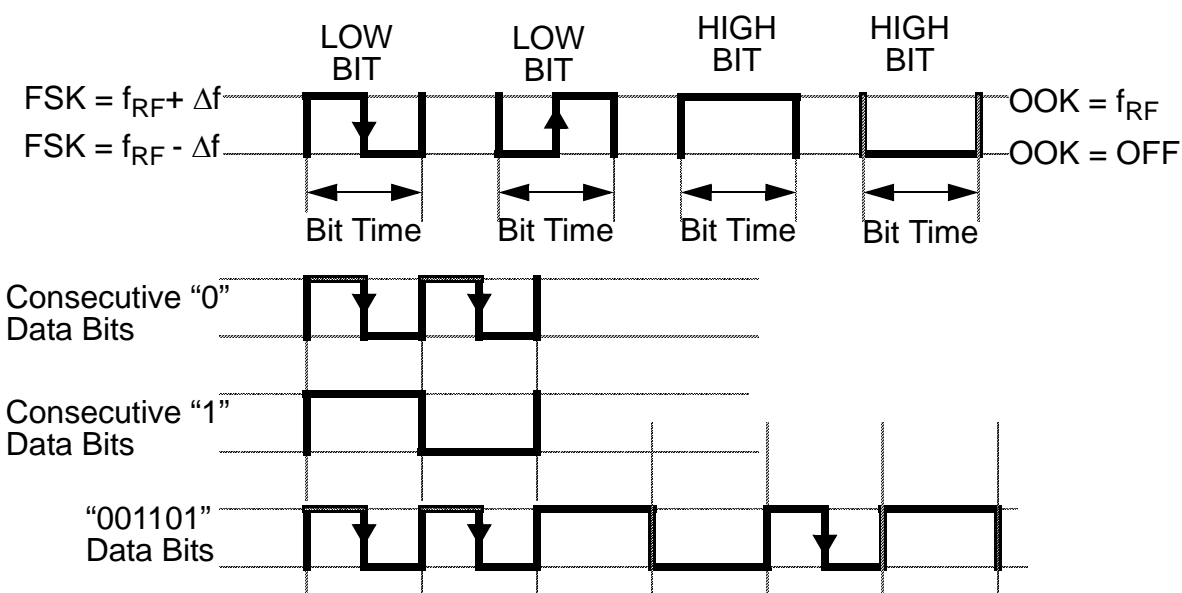 LOW
BIT
LOW
BIT
HIGH
BIT
HIGH
BIT
FSK = fRF+ Δf
OOK = fRF
FSK = fRF - Δf
OOK = OFF
Bit Time
Bit Time
Bit Time
Bit Time
Consecutive “0”
Data Bits
Consecutive “1”
Data Bits
“001101”
Data Bits